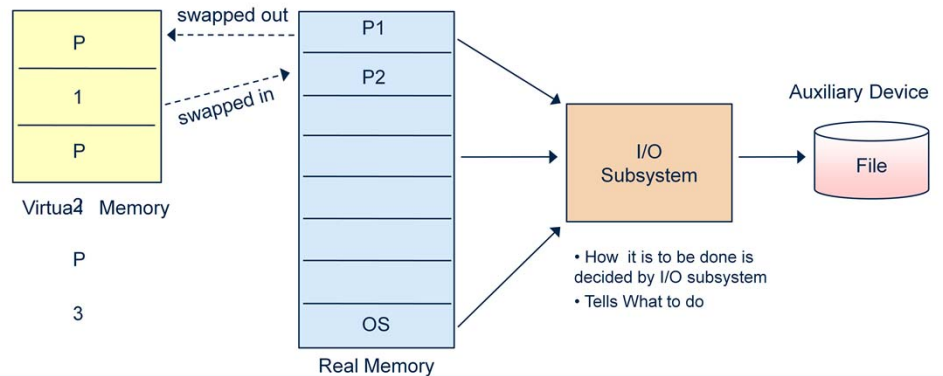 swapped out
P
1
P
2
P
3
swapped in
Virtual Memory
P1
P2
OS
Real Memory
I/O
Subsystem
• How it is to be done is
decided by I/O subsystem
• Tells What to do
Auxiliary Device
File